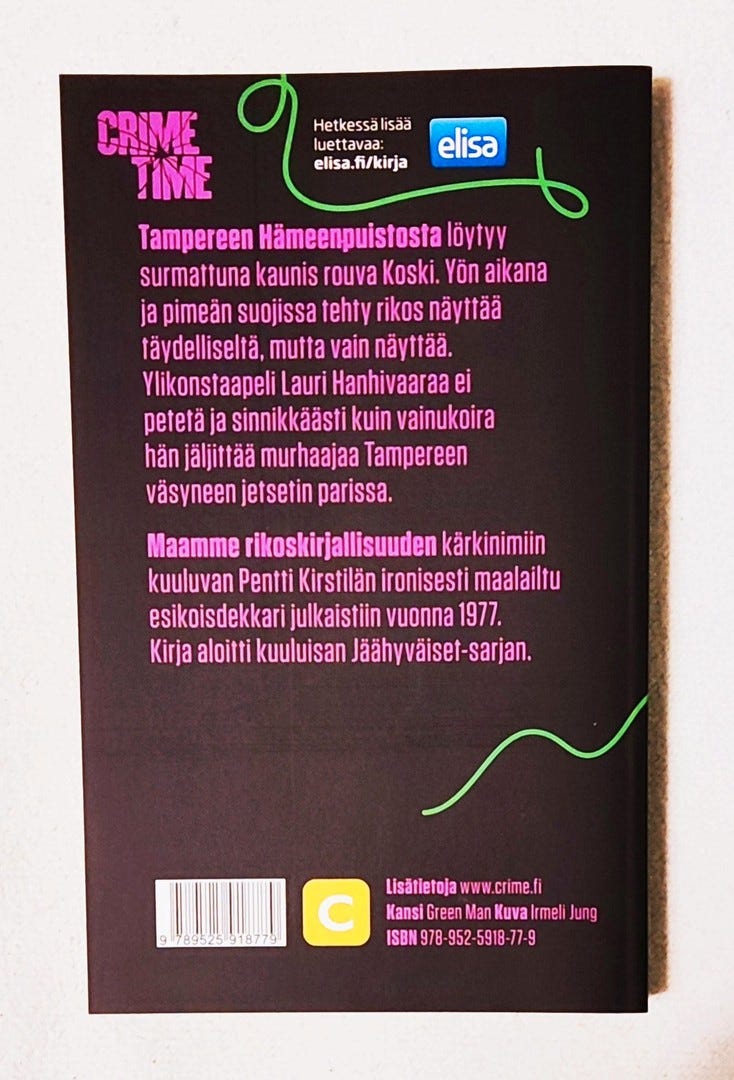 CRIME
TIME
Hetkessä lisää
luettavaa:
elisa.fi/kirja
elisa
Tampereen Hämeenpuistosta löytyy
surmattuna kaunis rouva Koski. Yön aikana
ja pimeän suojissa tehty rikos näyttää
täydelliseltä, mutta vain näyttää.
Ylikonstaapeli Lauri Hanhivaaraa ei
petetä ja sinnikkäästi kuin vainukoira
hän jäljittää murhaajaa Tampereen
väsyneen jetsetin parissa.
Maamme rikoskirjallisuuden kärkinimiin
kuuluvan Pentti Kirstilän ironisesti maalailtu
esikoisdekkari julkaistiin vuonna 1977.
Kirja aloitti kuuluisan Jäähyväiset-sarjan.
9 789525 918779
C
Lisätietoja www.crime.fi
Kansi Green Man Kuva Irmeli Jung
ISBN 978-952-5918-77-9